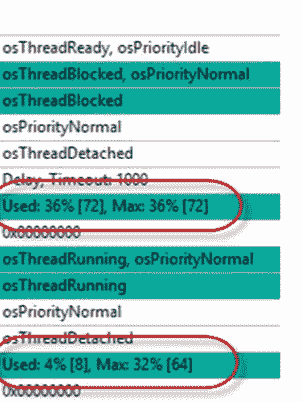 osThreadReady, osPriorityIdle
osThreadBlocked, osPriorityNormal
osThreadBlocked
osPriorityNormal
osThreadDetached
Delay, Timeout: 1000
Used: 36% [72], Max: 36% [72]
0x00000000
osThreadRunning, osPriorityNormal
osThreadRunning
osPriorityNormal
osThreadDetached
Used: 4% [8], Max: 32% [64]
0x00000000